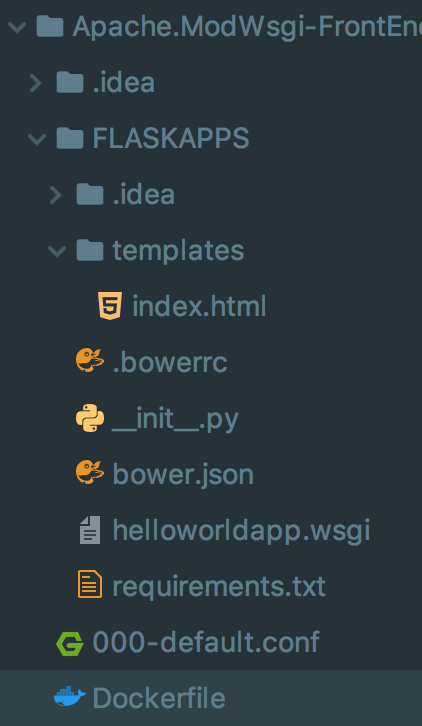 Apache.ModWsgi-FrontEnd
.idea
FLASKAPPS
.idea
templates
index.html
.bowerrc
__init__.py
bower.json
helloworldapp.wsgi
requirements.txt
000-default.conf
Dockerfile